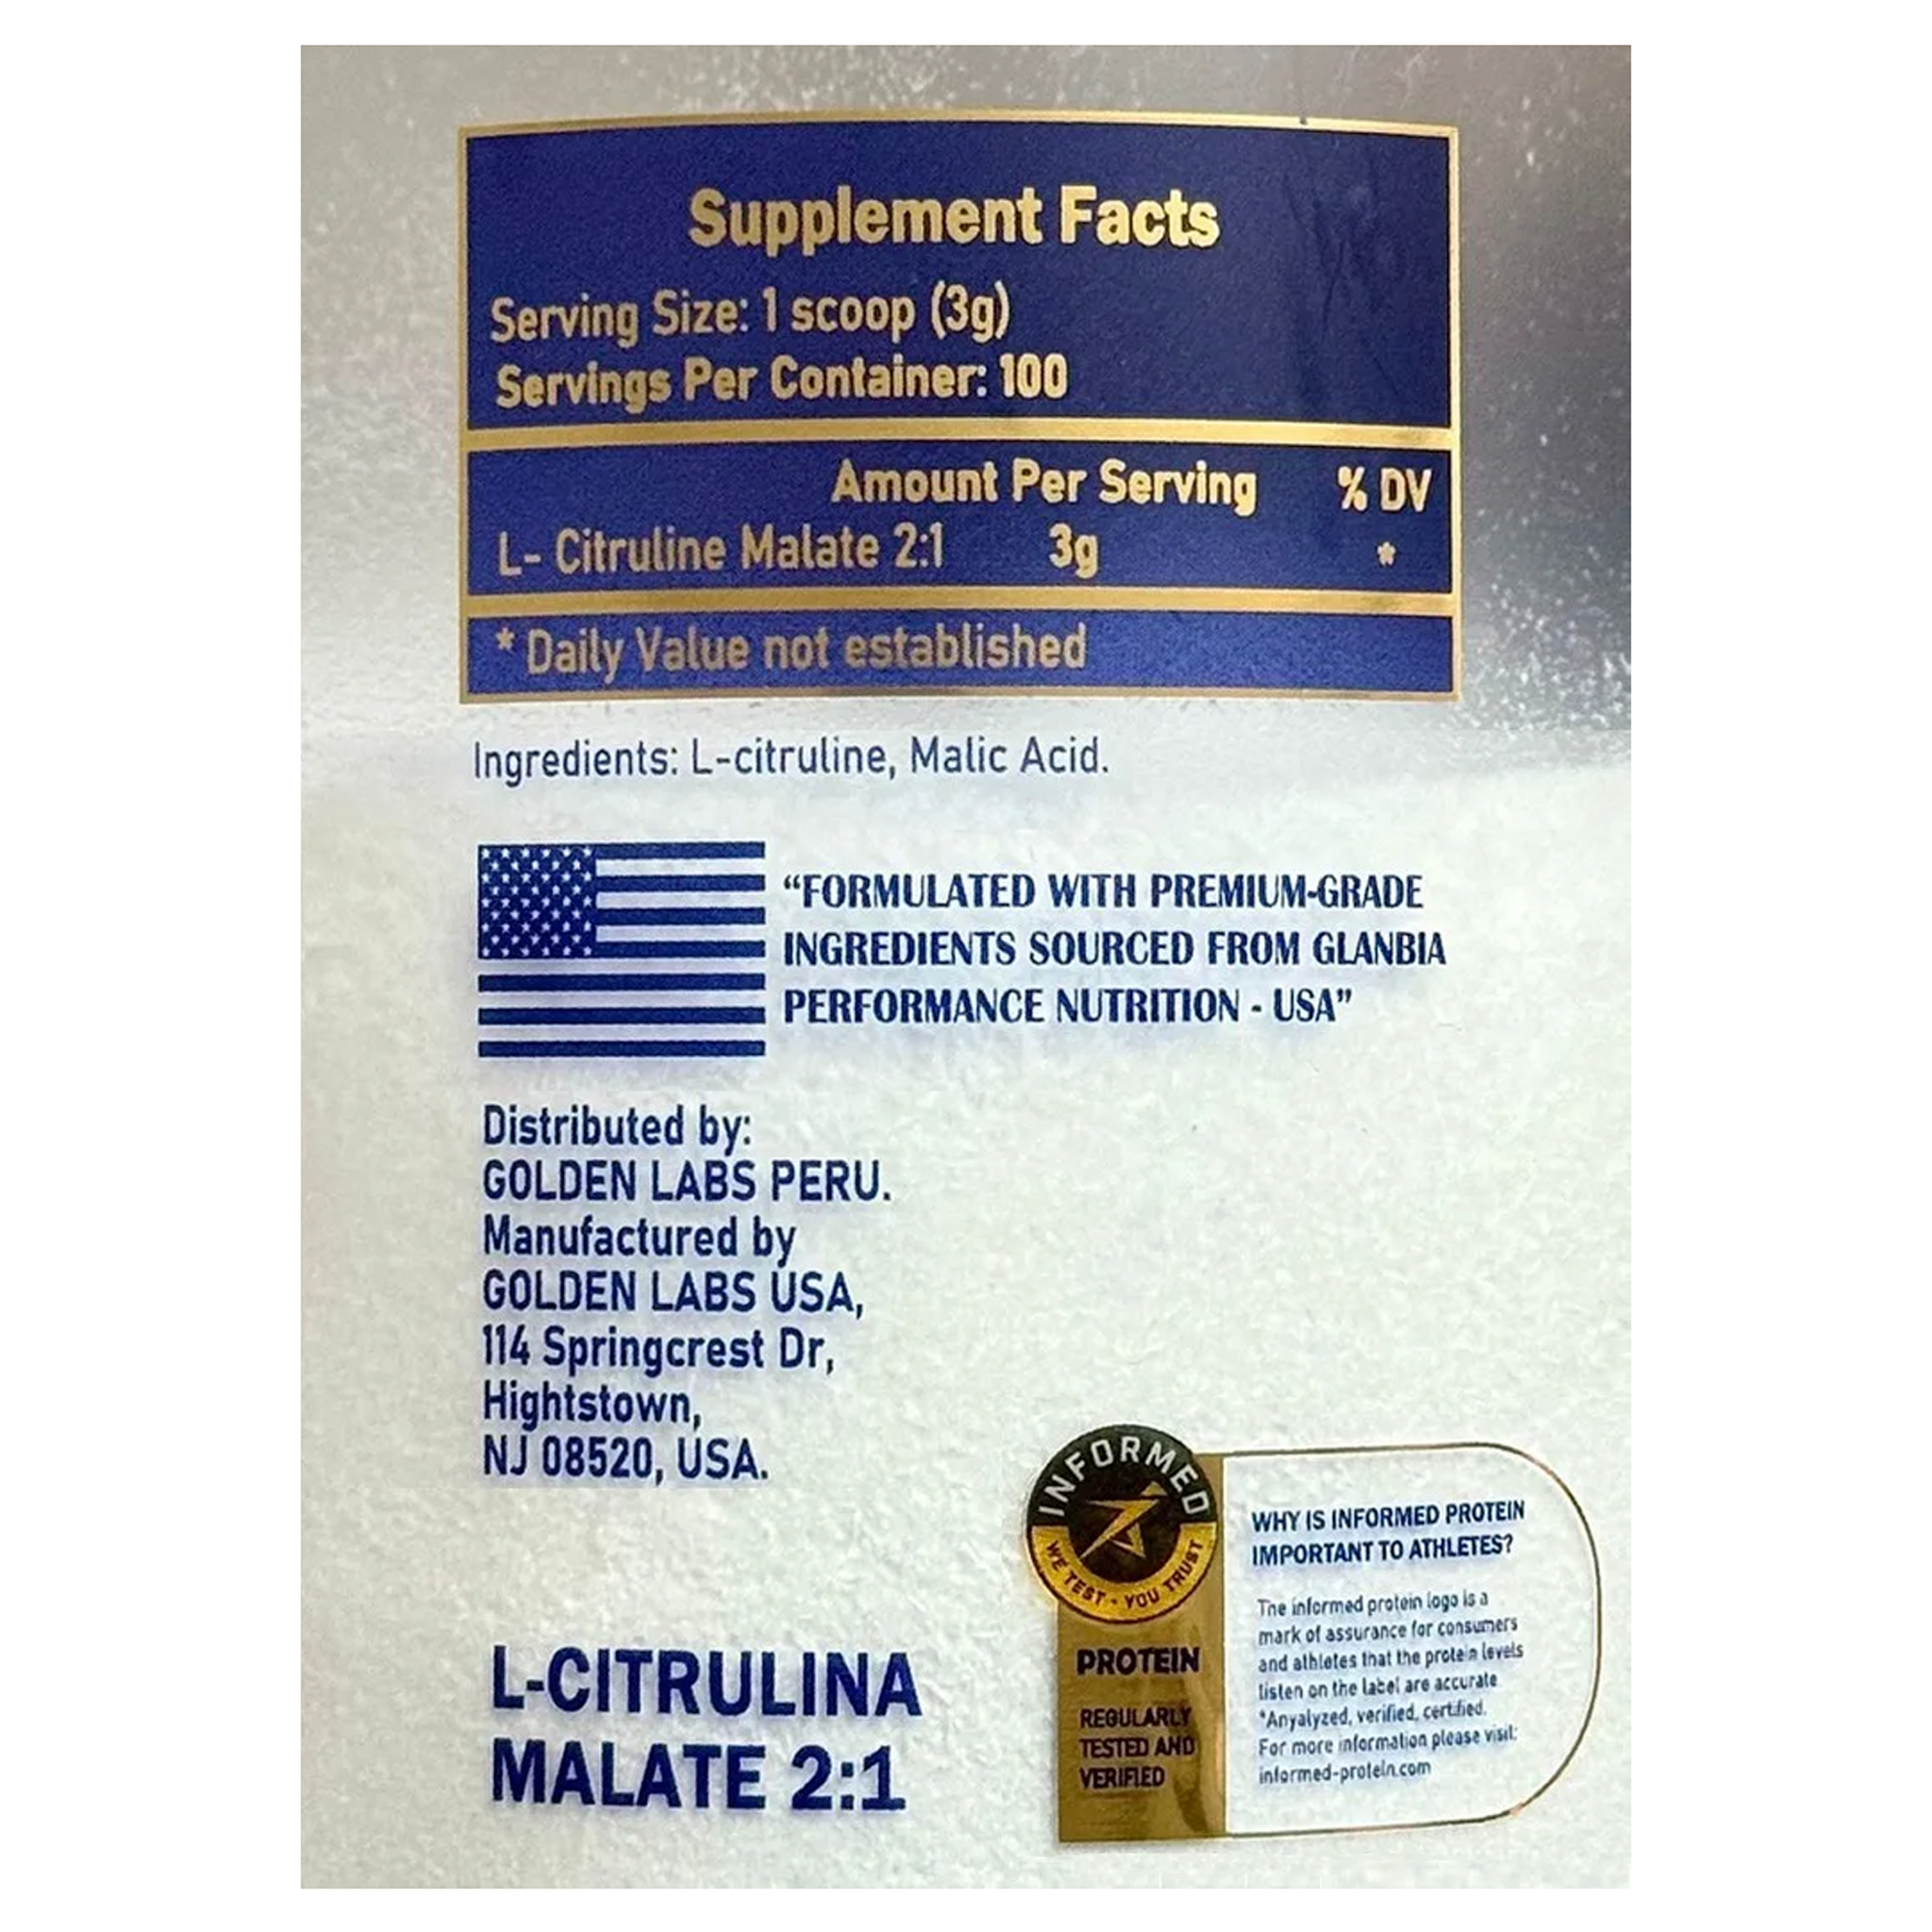 Supplement Facts
Serving Size: 1 scoop (3g)
Servings Per Container: 100
Amount Per Serving % DV
L- Citruline Malate 2:1 3g *
* Daily Value not established
Ingredients: L-citruline, Malic Acid.
“FORMULATED WITH PREMIUM-GRADE
INGREDIENTS SOURCED FROM GLANBIA
PERFORMANCE NUTRITION - USA”
Distributed by:
GOLDEN LABS PERU.
Manufactured by
GOLDEN LABS USA,
114 Springcrest Dr,
Hightstown,
NJ 08520, USA.
L-CITRULINA
MALATE 2:1
INFORMED
WE TEST - YOU TRUST
PROTEIN
REGULARLY
TESTED AND
VERIFIED
WHY IS INFORMED PROTEIN
IMPORTANT TO ATHLETES?
The informed protein logo is a
mark of assurance for consumers
and athletes that the protein levels
listen on the label are accurate
*Anyalyzed, verified, certified.
For more information please visit:
informed-protein.com